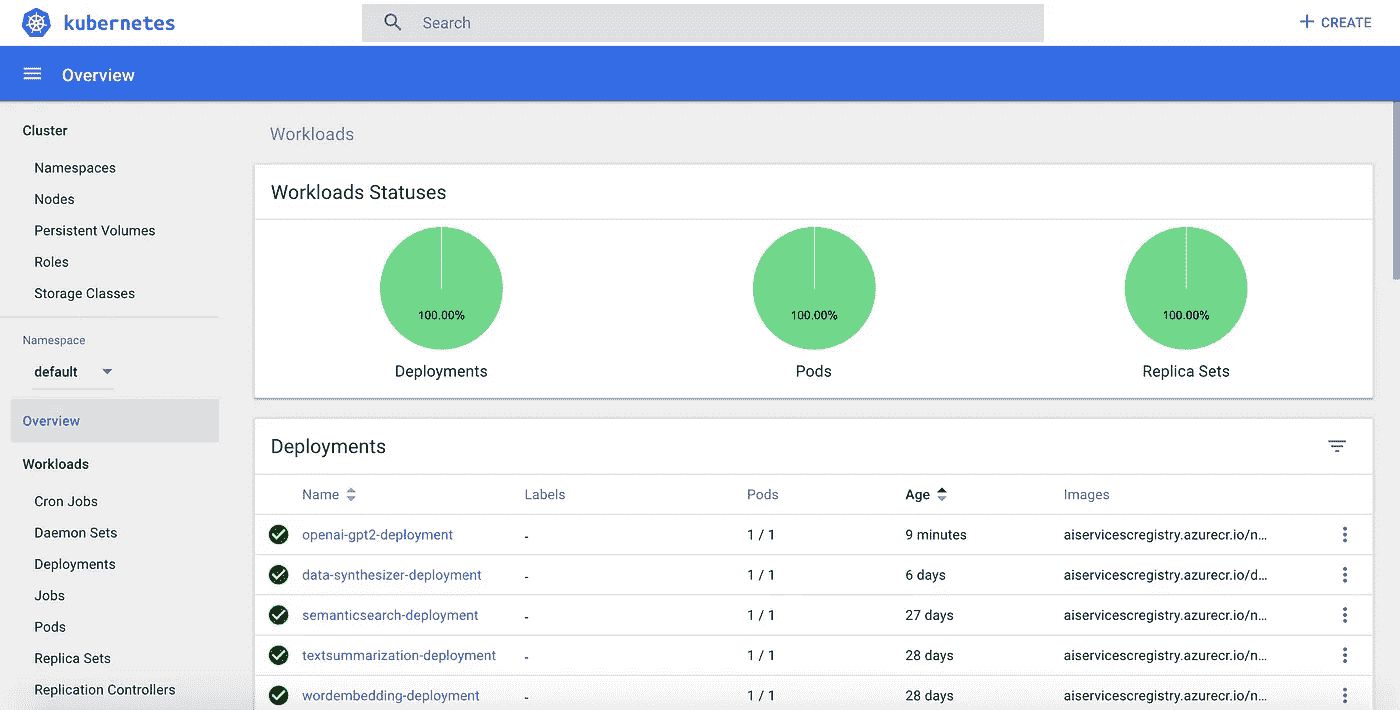 kubernetes
Search
+ CREATE
Overview
Cluster
Namespaces
Nodes
Persistent Volumes
Roles
Storage Classes
Namespace
default
Overview
Workloads
Cron Jobs
Daemon Sets
Deployments
Jobs
Pods
Replica Sets
Replication Controllers
Workloads
Workloads Statuses
100.00% 100.00% 100.00%
Deployments Pods Replica Sets
Deployments
Name Labels Pods Age Images
openai-gpt2-deployment - 1 / 1 9 minutes aiservicescregistry.azurecr.io/n...
data-synthesizer-deployment - 1 / 1 6 days aiservicescregistry.azurecr.io/d...
semanticsearch-deployment - 1 / 1 27 days aiservicescregistry.azurecr.io/n...
textsummarization-deployment - 1 / 1 28 days aiservicescregistry.azurecr.io/n...
wordembedding-deployment - 1 / 1 28 days aiservicescregistry.azurecr.io/n...